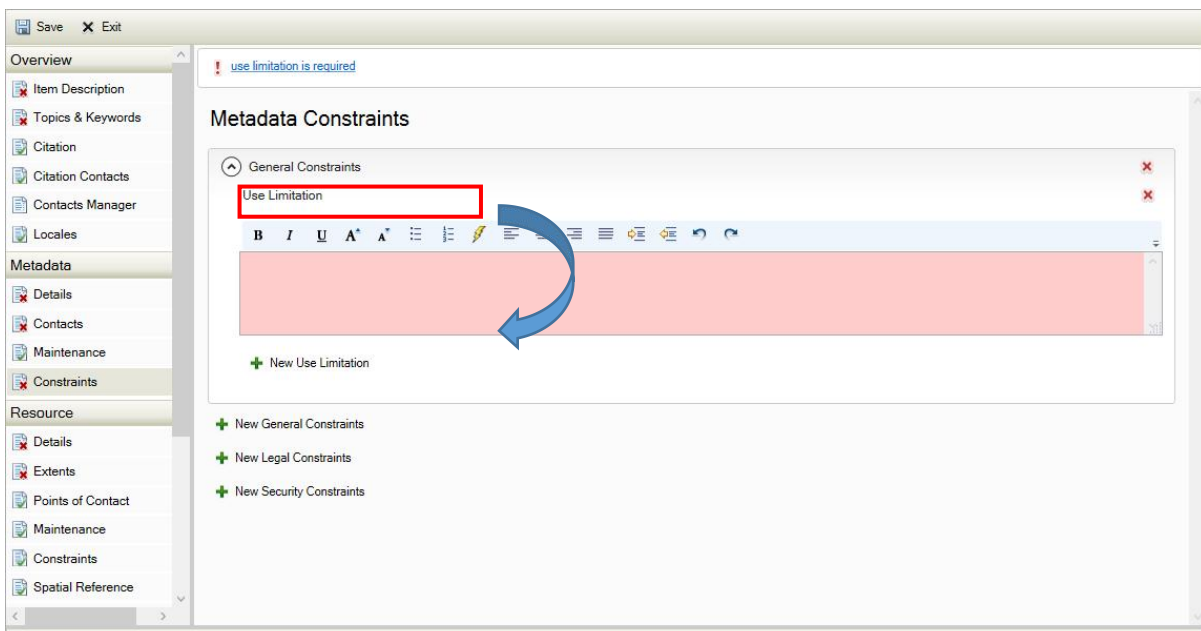 Save Exit
Overview
Item Description
Topics & Keywords
Citation
Citation Contacts
Contacts Manager
Locales
Metadata
Details
Contacts
Maintenance
Constraints
Resource
Details
Extents
Points of Contact
Maintenance
Constraints
Spatial Reference
use limitation is required
Metadata Constraints
General Constraints
Use Limitation
B I U A A
New Use Limitation
New General Constraints
New Legal Constraints
New Security Constraints